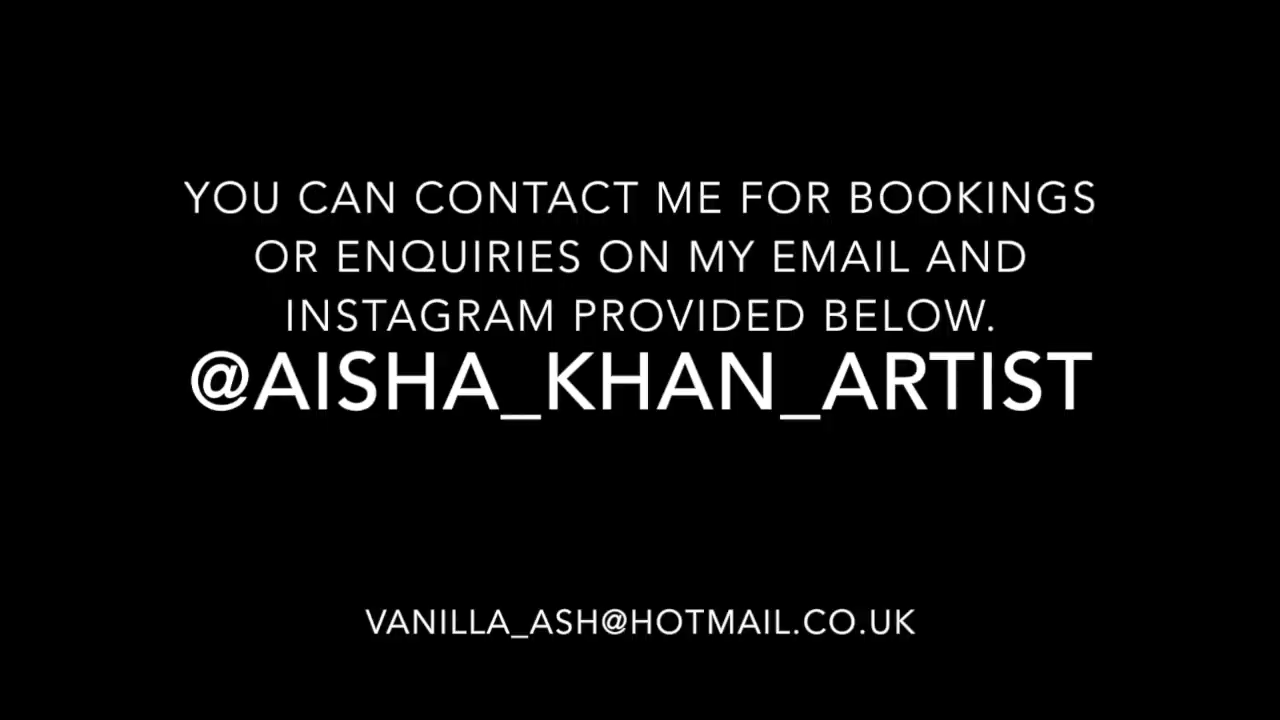 YOU CAN CONTACT ME FOR BOOKINGS
OR ENQUIRIES ON MY EMAIL AND
INSTAGRAM PROVIDED BELOW.
@AISHA_KHAN_ARTIST
VANILLA_ASH@HOTMAIL.CO.UK